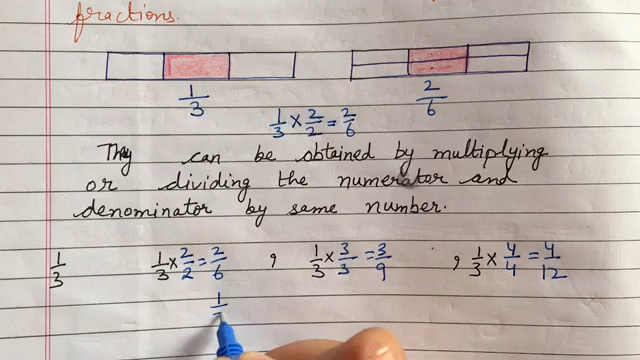 fractions.
1/3 2/6
1/3 × 2/2 = 2/6
They can be obtained by multiplying
or dividing the numerator and
denominator by same number.
1/3 1/3 × 2/2 = 2/6 , 1/3 × 3/3 = 3/9 , 1/3 × 4/4 = 4/12
1